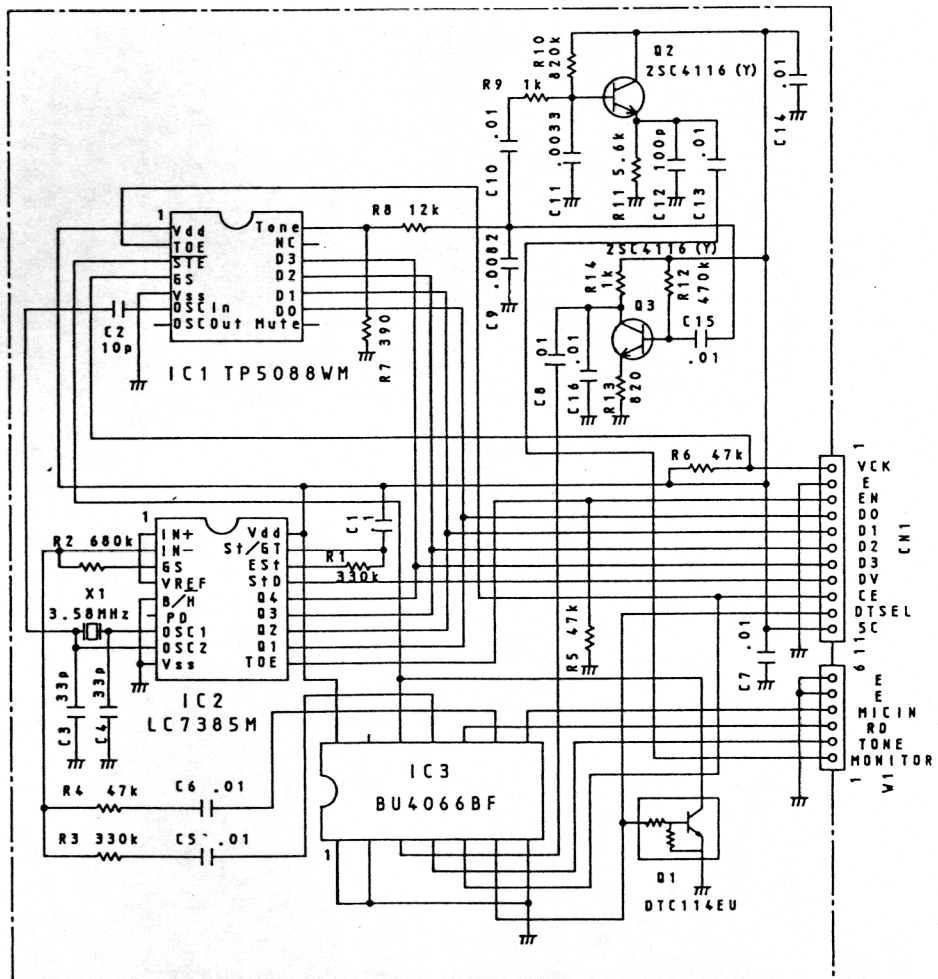 R10 820k
Q2
2SC4116 (Y)
R9 1k
C10 .01
C11 .0033
R11 5.6k
C12 100p
C13 .01
C14 .01
R8 12k
C9 .0082
2SC4116 (Y)
R14 1k
R12 470k
Q3
C15 .01
C8 .01
C16 .01
R13 820
1
Vdd
TOE
STE
GS
Vss
OSCIn
OSCOut
Tone
NC
D3
D2
D1
D0
Mute
C2
10p
R7 390
IC1 TP5088WM
R6 47k
1
VCK
E
EN
D0
D1
D2
D3
DV
CE
DTSEL
SC
CN1
11
6
E
E
MICIN
RD
TONE
MONITOR
1
W1
1
IN+
IN-
GS
VREF
B/H
PD
OSC1
OSC2
Vss
Vdd
St/GT
ESt
StD
Q4
Q3
Q2
Q1
TOE
C1 .1
R1
330k
R2 680k
X1
3.58MHz
33p
33p
C3
C4
IC2
LC7385M
R5 47k
C7 .01
IC3
BU4066BF
1
R4 47k
C6 .01
R3 330k
C5 .01
Q1
DTC114EU